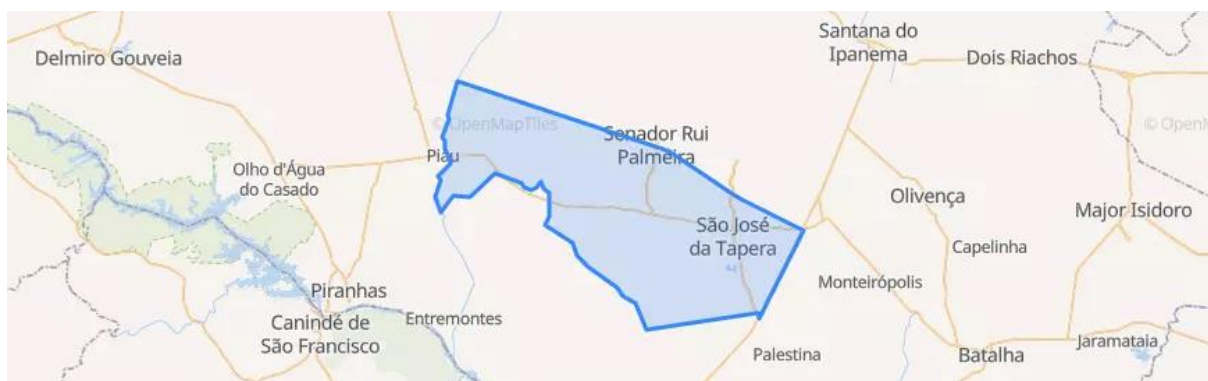 Delmiro Gouveia
Santana do
Ipanema
Dois Riachos
© OpenMapTiles
© OpenM
Senador Rui
Palmeira
Piau
Olho d'Água
do Casado
Olivença
Major Isidoro
São José
da Tapera
Capelinha
Monteirópolis
Piranhas
Entremontes
Canindé de
São Francisco
Palestina
Batalha
Jaramataia